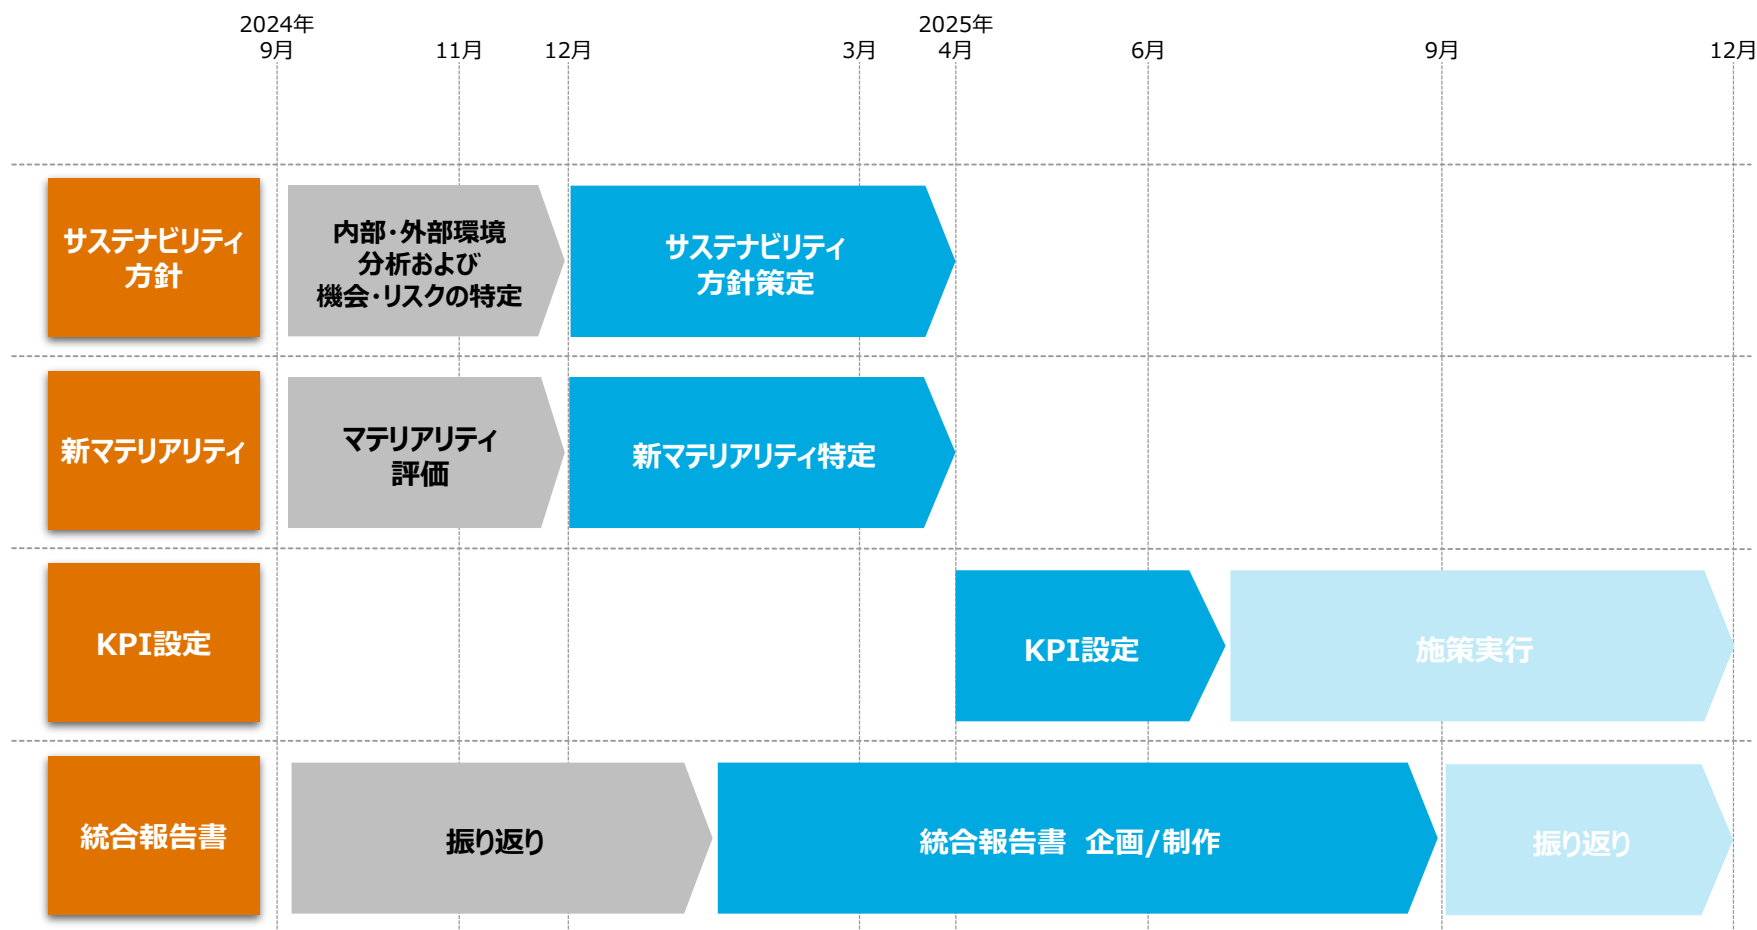 2024年
2025年
9月
11月
12月
3月
4月
6月
9月
12月
サステナビリティ
方針
内部・外部環境
分析および
機会・リスクの特定
サステナビリティ
方針策定
新マテリアリティ
マテリアリティ
評価
新マテリアリティ特定
KPI設定
KPI設定
施策実行
統合報告書
振り返り
統合報告書 企画/制作
振り返り